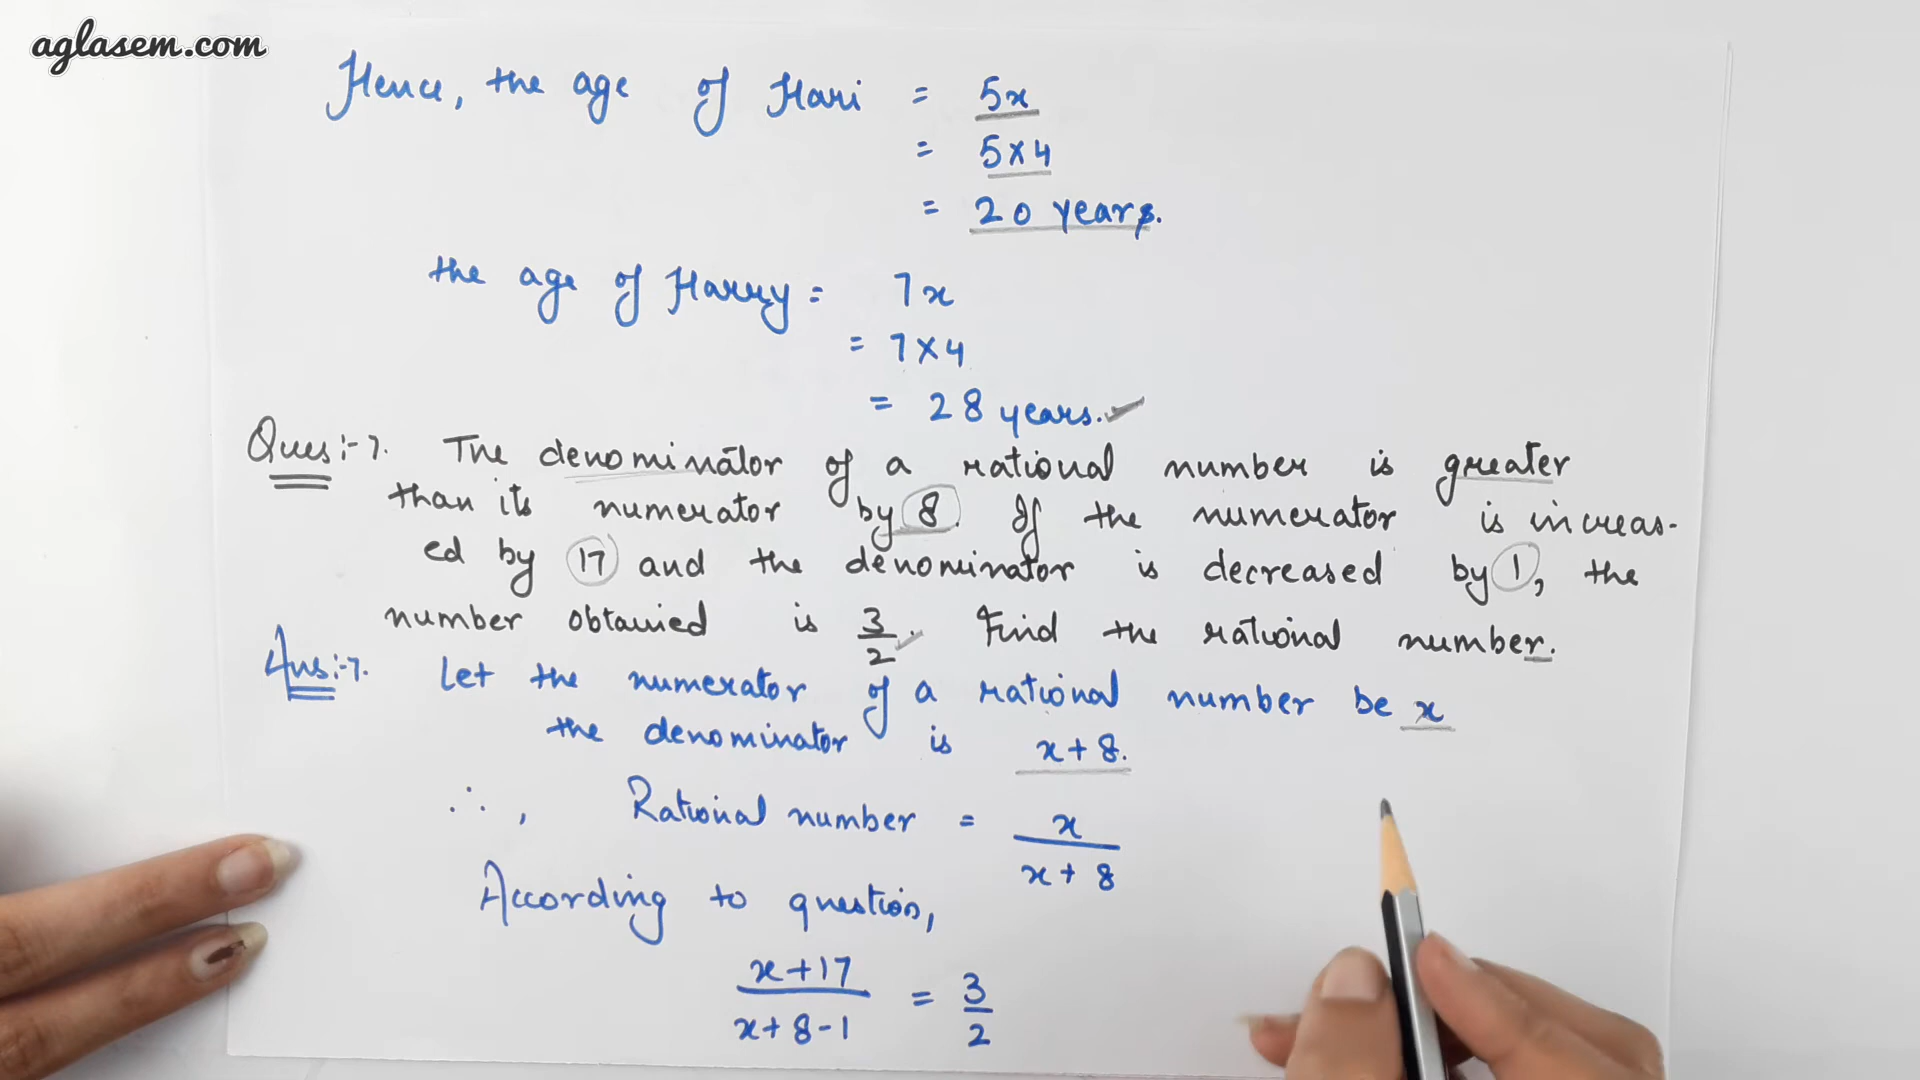 aglasem.com
Hence, the age of Hari = 5x
= 5×4
= 20 years.
the age of Harry = 7x
= 7×4
= 28 years.
Ques:-7. The denominator of a rational number is greater
than its numerator by 8. If the numerator is increas-
ed by 17 and the denominator is decreased by 1, the
number obtained is 3/2. Find the rational number.
Ans:-7. Let the numerator of a rational number be x
the denominator is x+8.
∴, Rational number = x/x+8
According to question,
x+17/x+8-1 = 3/2